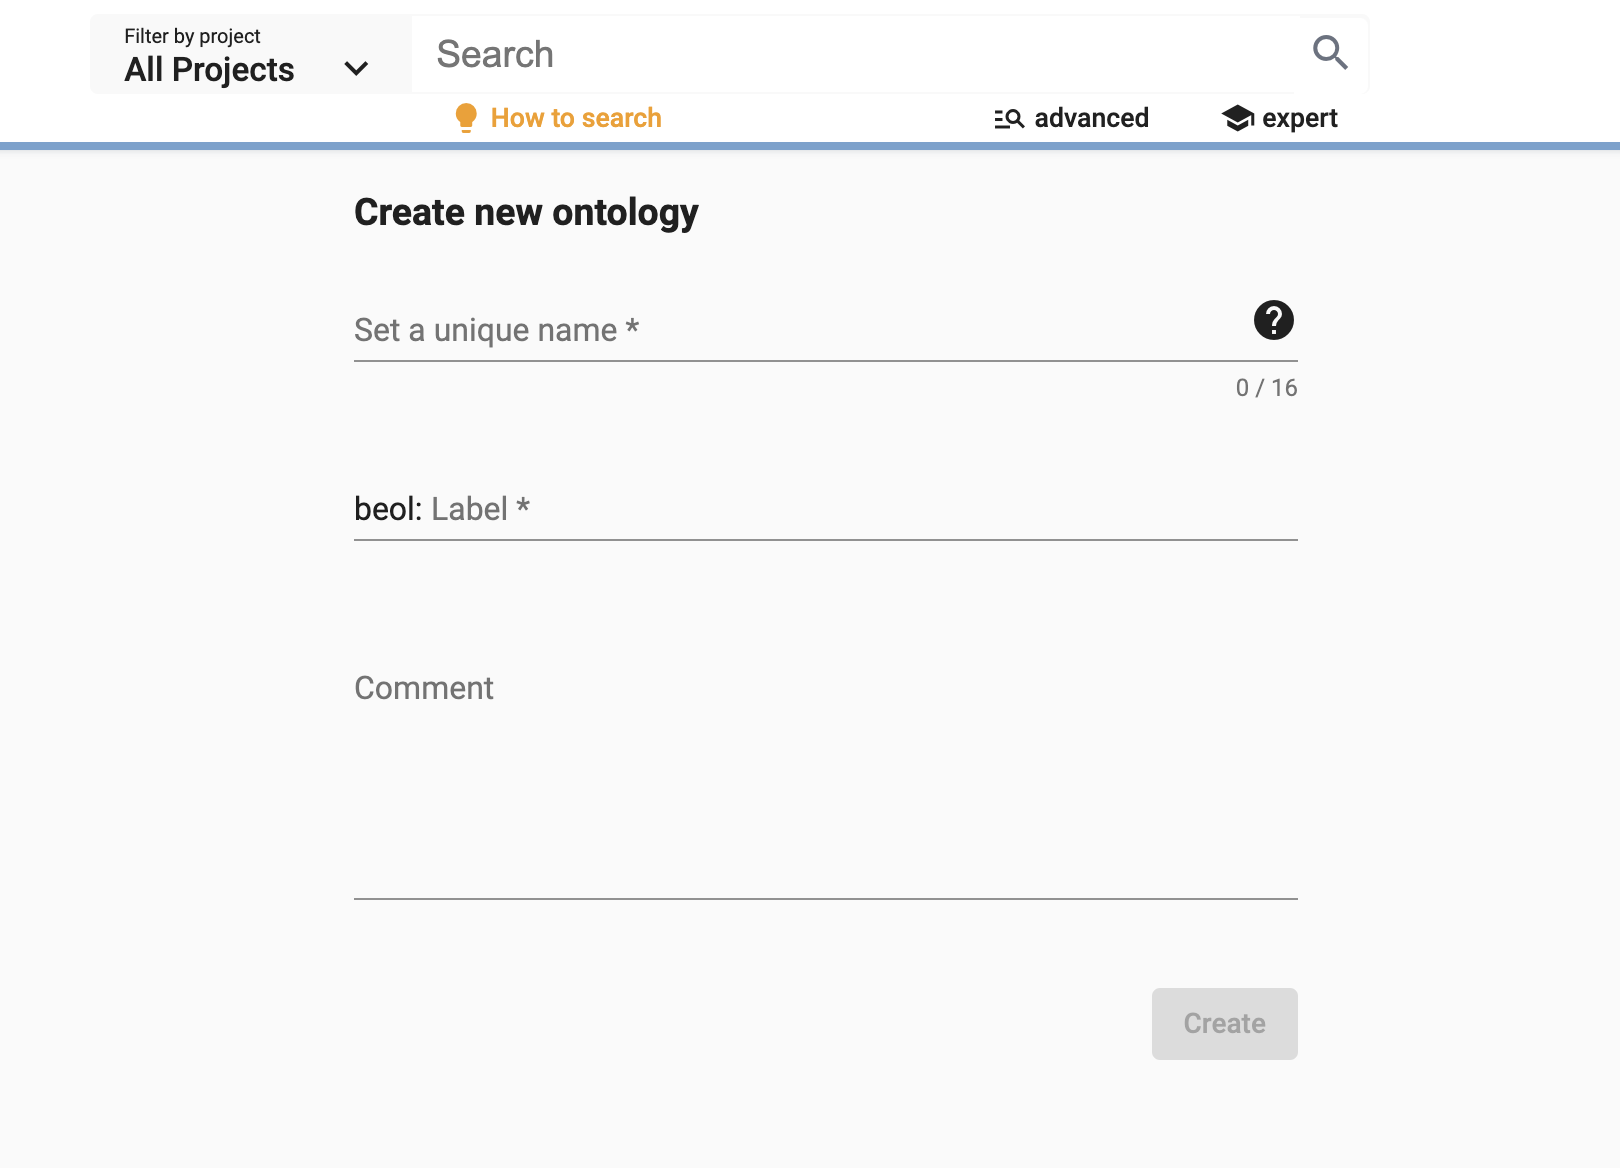 Filter by project
All Projects
Search
How to search
advanced
expert
Create new ontology
Set a unique name *
?
0 / 16
beol: Label *
Comment
Create